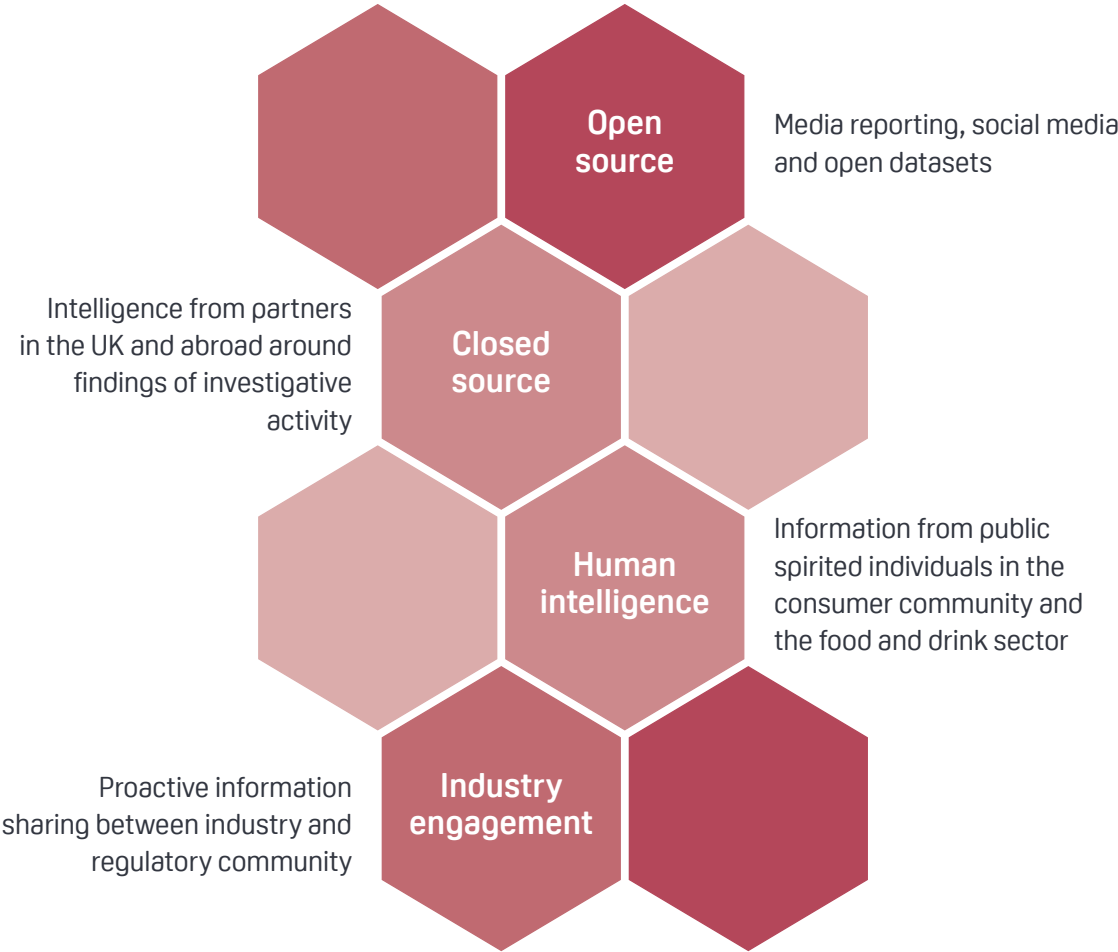 Open
source
Media reporting, social media
and open datasets
Intelligence from partners
in the UK and abroad around
findings of investigative
activity
Closed
source
Human
intelligence
Information from public
spirited individuals in the
consumer community and
the food and drink sector
Proactive information
sharing between industry and
regulatory community
Industry
engagement